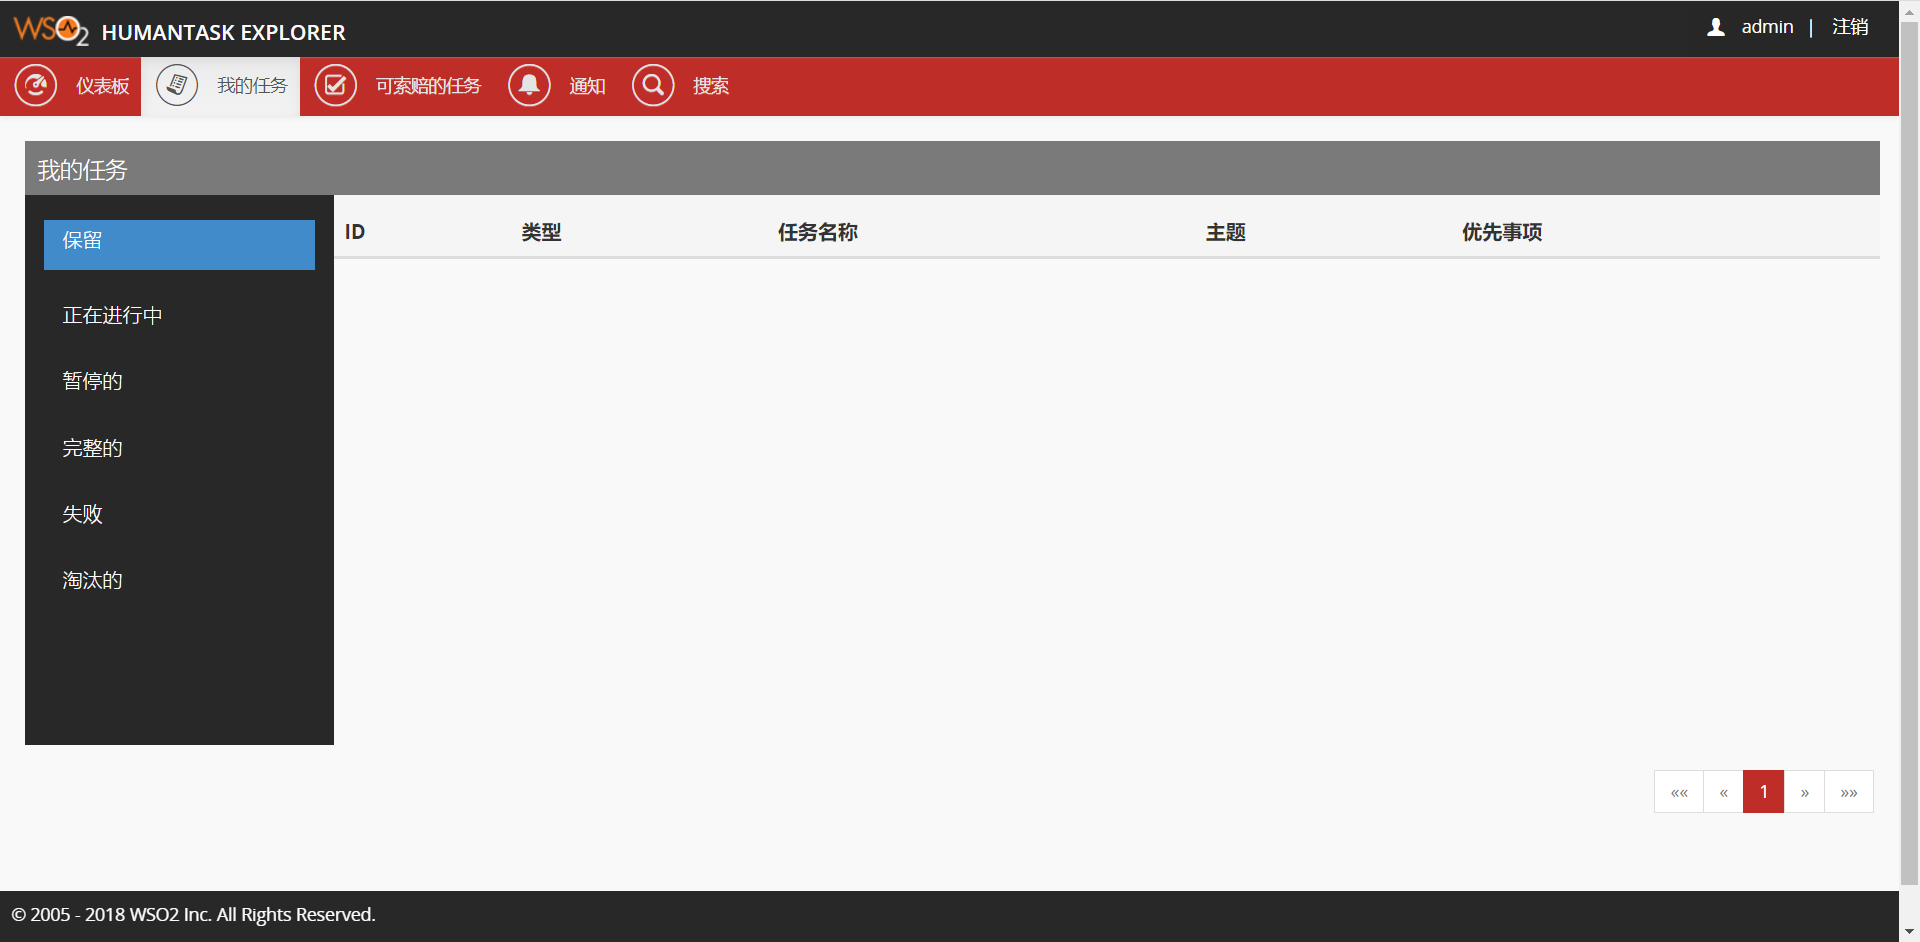 WSO2 HUMANTASK EXPLORER
admin | 注销
仪表板 我的任务 可索赔的任务 通知 搜索
我的任务
保留
正在进行中
暂停的
完整的
失败
淘汰的
ID 类型 任务名称 主题 优先事项
«« « 1 » »»
© 2005 - 2018 WSO2 Inc. All Rights Reserved.